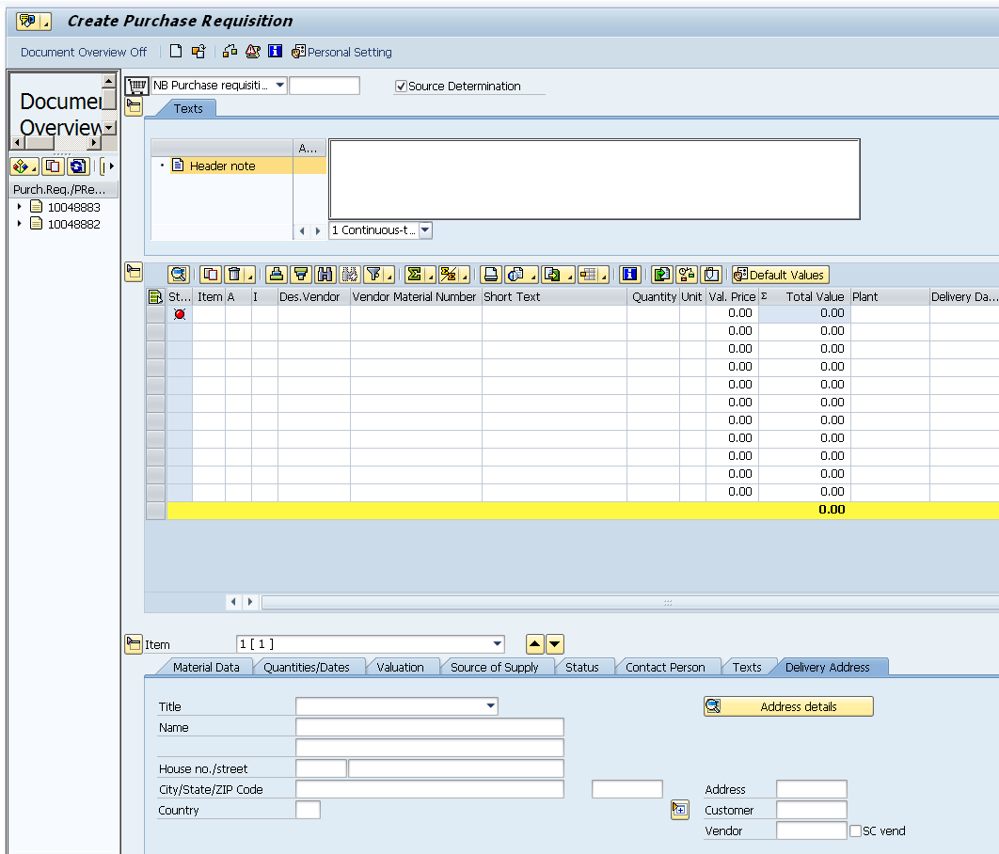 Create Purchase Requisition
Document Overview Off Personal Setting
Documen
Overview
NB Purchase requisiti... Source Determination
Texts
A...
Header note
1 Continuous-t...
Purch.Req./PRe...
10048883
10048882
Default Values
St... Item A I Des.Vendor Vendor Material Number Short Text Quantity Unit Val. Price Σ Total Value Plant Delivery Da...
0.00 0.00
0.00 0.00
0.00 0.00
0.00 0.00
0.00 0.00
0.00 0.00
0.00 0.00
0.00 0.00
0.00 0.00
0.00 0.00
0.00 0.00
0.00
Item 1 [ 1 ]
Material Data Quantities/Dates Valuation Source of Supply Status Contact Person Texts Delivery Address
Title Address details
Name
House no./street
City/State/ZIP Code Address
Country Customer
Vendor SC vend